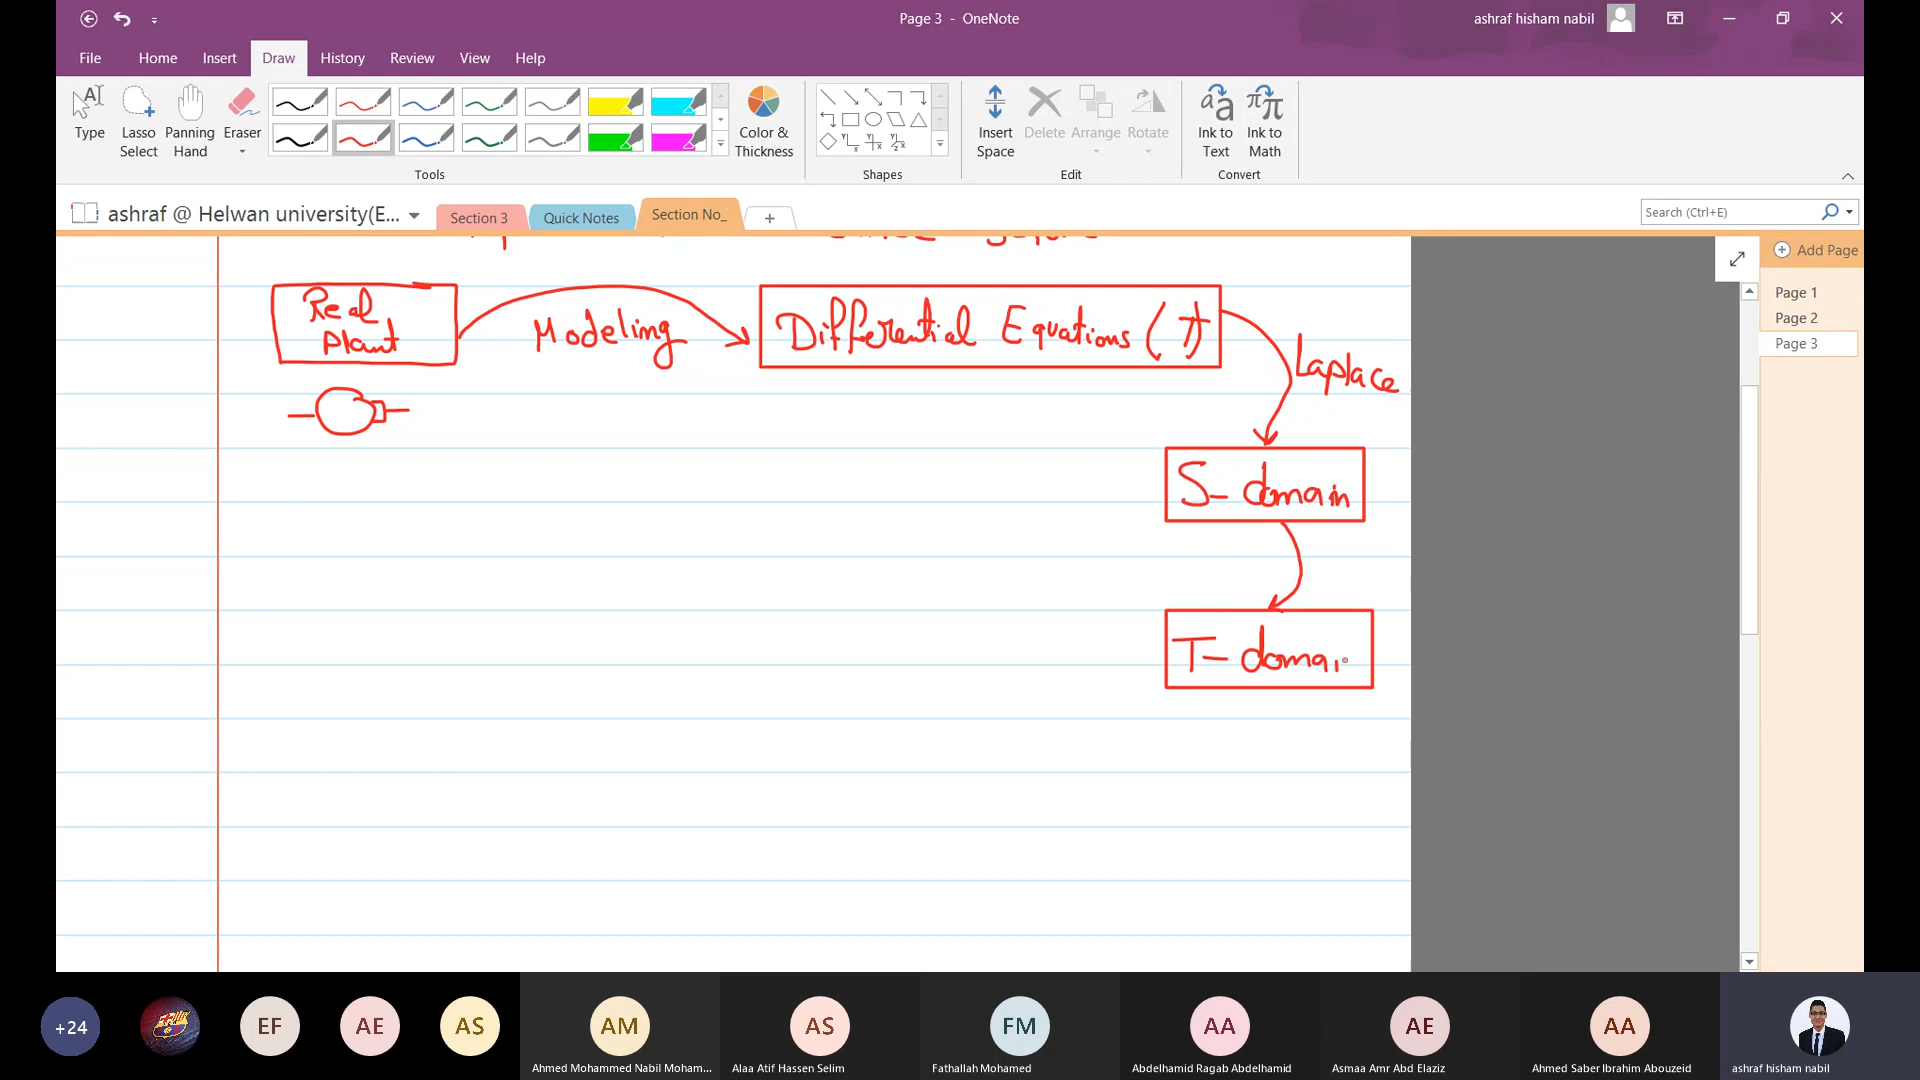 Page 3 - OneNote
ashraf hisham nabil
File Home Insert Draw History Review View Help
Type
Lasso Select
Panning Hand
Eraser
Color & Thickness
Insert Space
Delete
Arrange
Rotate
Ink to Text
Ink to Math
Tools
Shapes
Edit
Convert
ashraf @ Helwan university(E...
Section 3
Quick Notes
Section No_
Search (Ctrl+E)
Add Page
Page 1
Page 2
Page 3
Real
plant
Modeling
Differential Equations (
Laplace
S- domain
T- domai
+24
EF
AE
AS
AM
AS
FM
AA
AE
AA
Ahmed Mohammed Nabil Moham...
Alaa Atif Hassen Selim
Fathallah Mohamed
Abdelhamid Ragab Abdelhamid
Asmaa Amr Abd Elaziz
Ahmed Saber Ibrahim Abouzeid
ashraf hisham nabil